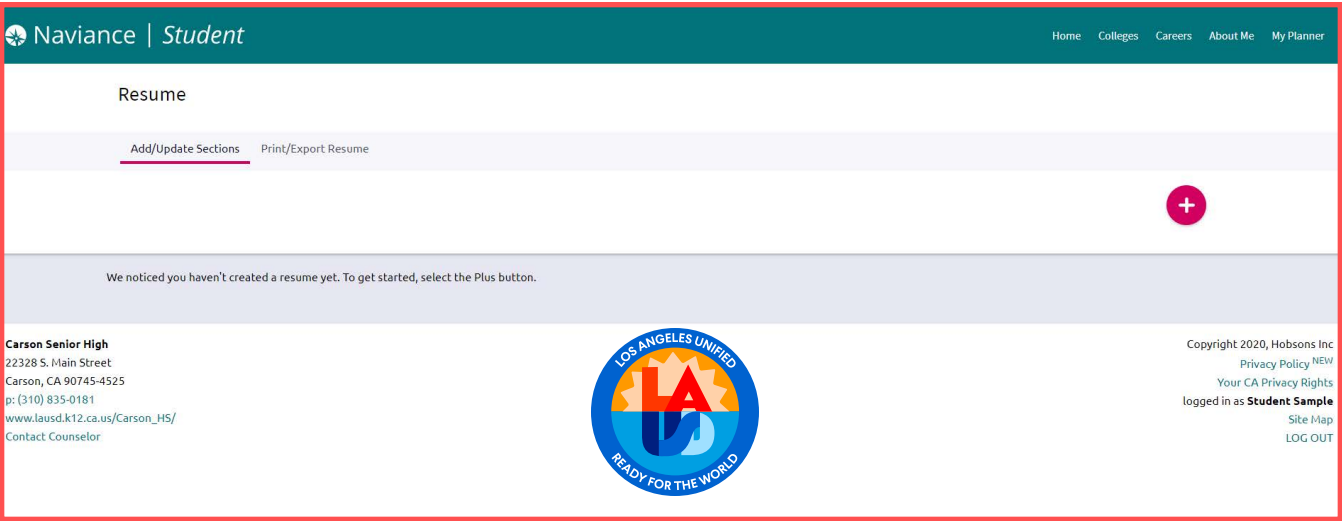 Naviance | Student
Home Colleges Careers About Me My Planner
Resume
Add/Update Sections Print/Export Resume
+
We noticed you haven't created a resume yet. To get started, select the Plus button.
Carson Senior High
22328 S. Main Street
Carson, CA 90745-4525
p: (310) 835-0181
www.lausd.k12.ca.us/Carson_HS/
Contact Counselor
LOS ANGELES UNIFIED
LA
USD
READY FOR THE WORLD
Copyright 2020, Hobsons Inc
Privacy Policy NEW
Your CA Privacy Rights
logged in as Student Sample
Site Map
LOG OUT